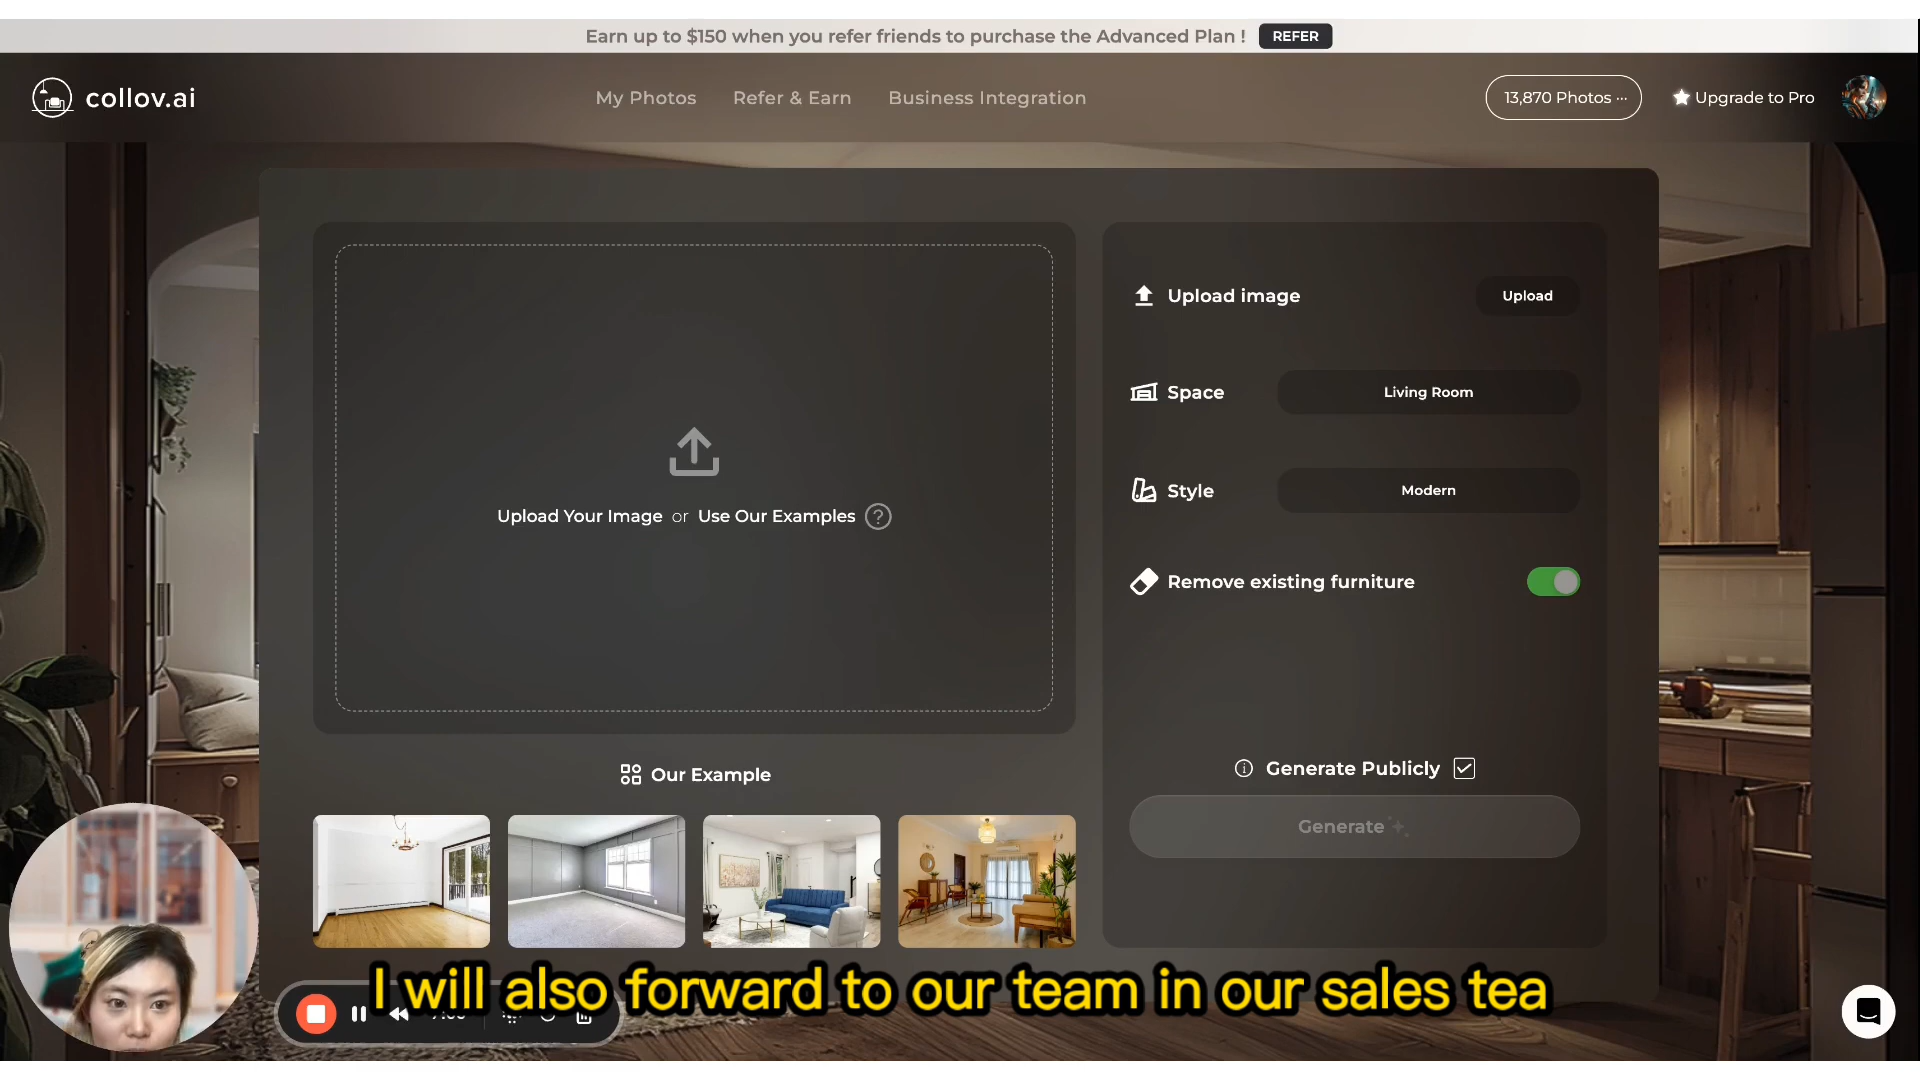 Earn up to $150 when you refer friends to purchase the Advanced Plan ! REFER
collov.ai
My Photos
Refer & Earn
Business Integration
13,870 Photos ...
Upgrade to Pro
Upload image
Upload
Space
Living Room
Style
Modern
Remove existing furniture
Upload Your Image or Use Our Examples ?
Generate Publicly
Generate
Our Example
I will also forward to our team in our sales tea